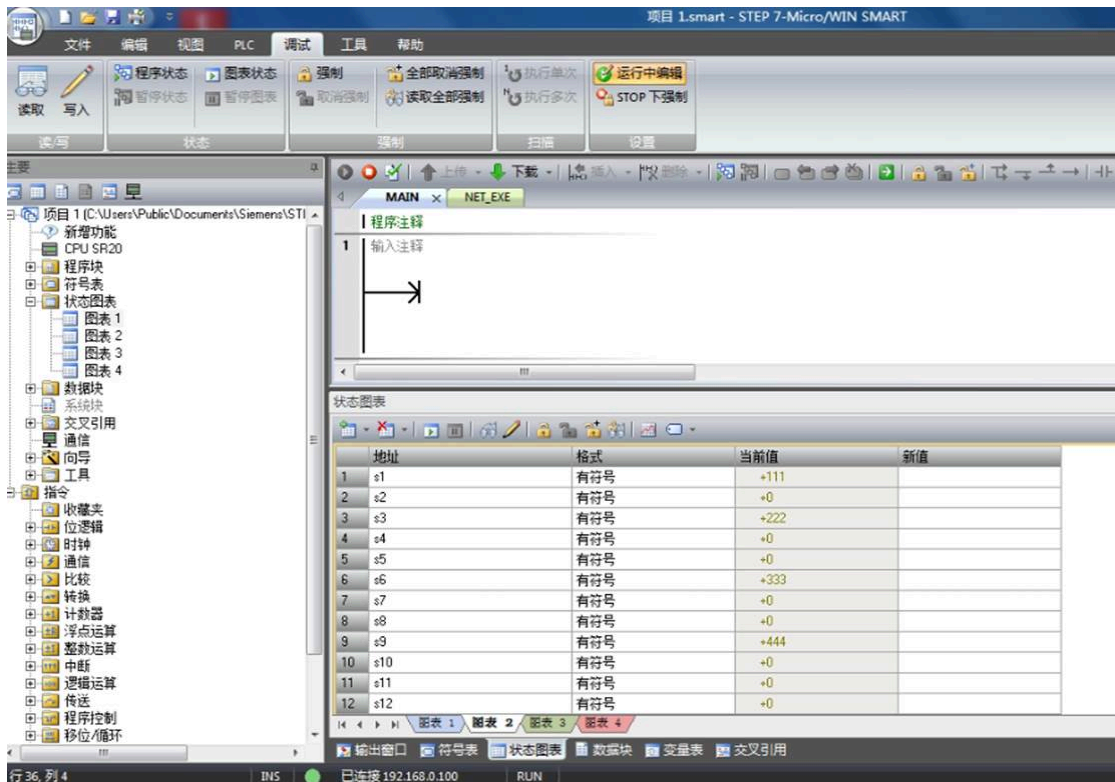 项目 1.smart - STEP 7-Micro/WIN SMART
文件 编辑 视图 PLC 调试 工具 帮助
程序状态 图表状态 强制 全部取消强制 执行单次 运行中编辑
读取 写入 暂停状态 暂停图表 取消强制 读取全部强制 执行多次 STOP 下强制
读/写 状态 强制 扫描 设置
主要
上传 下载 插入 删除
MAIN NET_EXE
项目 1 (C:\Users\Public\Documents\Siemens\STI
新增功能
CPU SR20
程序块
符号表
状态图表
图表 1
图表 2
图表 3
图表 4
数据块
系统块
交叉引用
通信
向导
工具
指令
收藏夹
位逻辑
时钟
通信
比较
转换
计数器
浮点运算
整数运算
中断
逻辑运算
传送
程序控制
移位/循环
程序注释
1 输入注释
状态图表
地址 格式 当前值 新值
1 s1 有符号 +111
2 s2 有符号 +0
3 s3 有符号 +222
4 s4 有符号 +0
5 s5 有符号 +0
6 s6 有符号 +333
7 s7 有符号 +0
8 s8 有符号 +0
9 s9 有符号 +444
10 s10 有符号 +0
11 s11 有符号 +0
12 s12 有符号 +0
图表 1 图表 2 图表 3 图表 4
输出窗口 符号表 状态图表 数据块 变量表 交叉引用
行 36, 列 4 INS 已连接 192.168.0.100 RUN